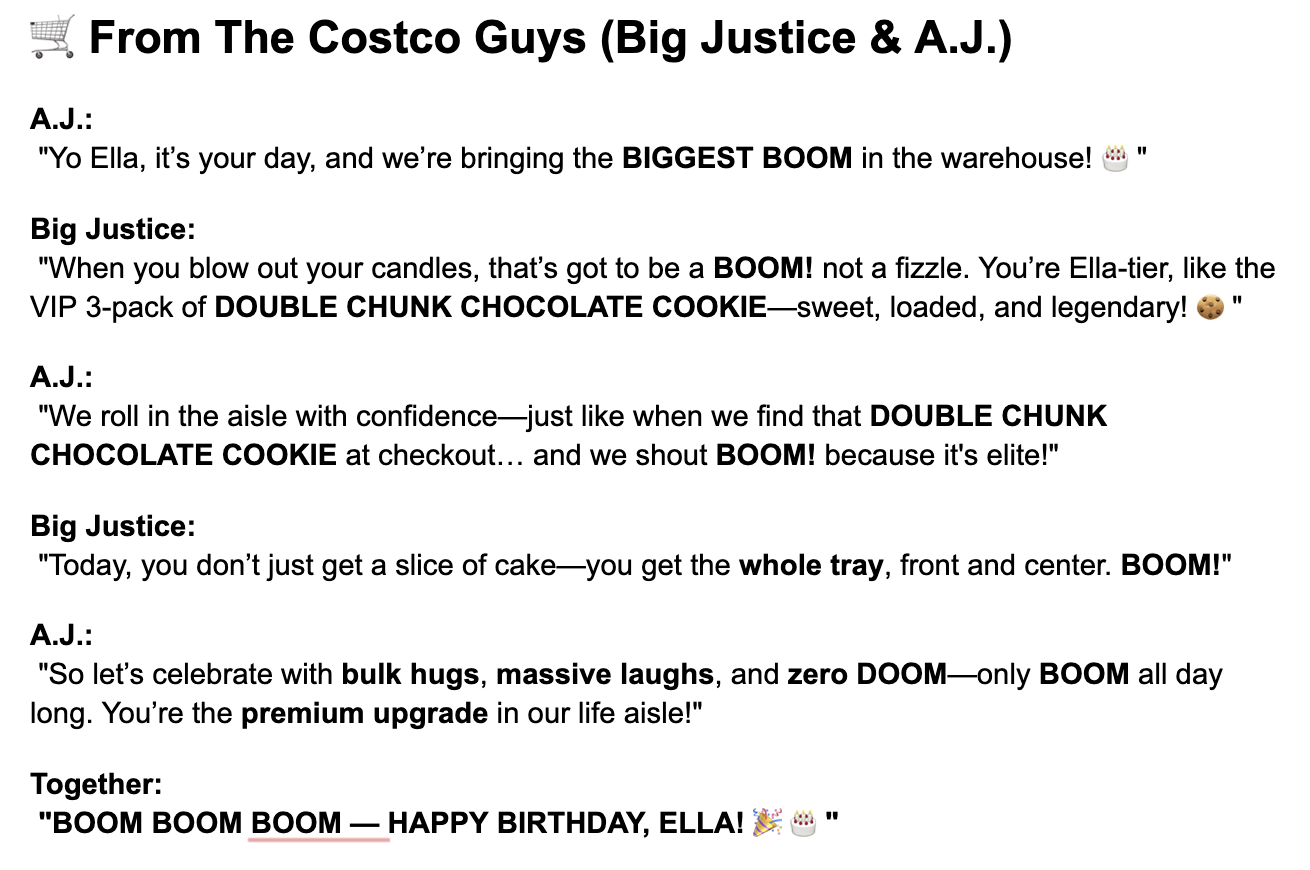 🛒 From The Costco Guys (Big Justice & A.J.)
A.J.:
"Yo Ella, it’s your day, and we’re bringing the BIGGEST BOOM in the warehouse! 🎂 "
Big Justice:
"When you blow out your candles, that’s got to be a BOOM! not a fizzle. You’re Ella-tier, like the
VIP 3-pack of DOUBLE CHUNK CHOCOLATE COOKIE—sweet, loaded, and legendary! 🍪 "
A.J.:
"We roll in the aisle with confidence—just like when we find that DOUBLE CHUNK
CHOCOLATE COOKIE at checkout… and we shout BOOM! because it's elite!"
Big Justice:
"Today, you don’t just get a slice of cake—you get the whole tray, front and center. BOOM!"
A.J.:
"So let’s celebrate with bulk hugs, massive laughs, and zero DOOM—only BOOM all day
long. You’re the premium upgrade in our life aisle!"
Together:
"BOOM BOOM BOOM — HAPPY BIRTHDAY, ELLA! 🎉🎂 "